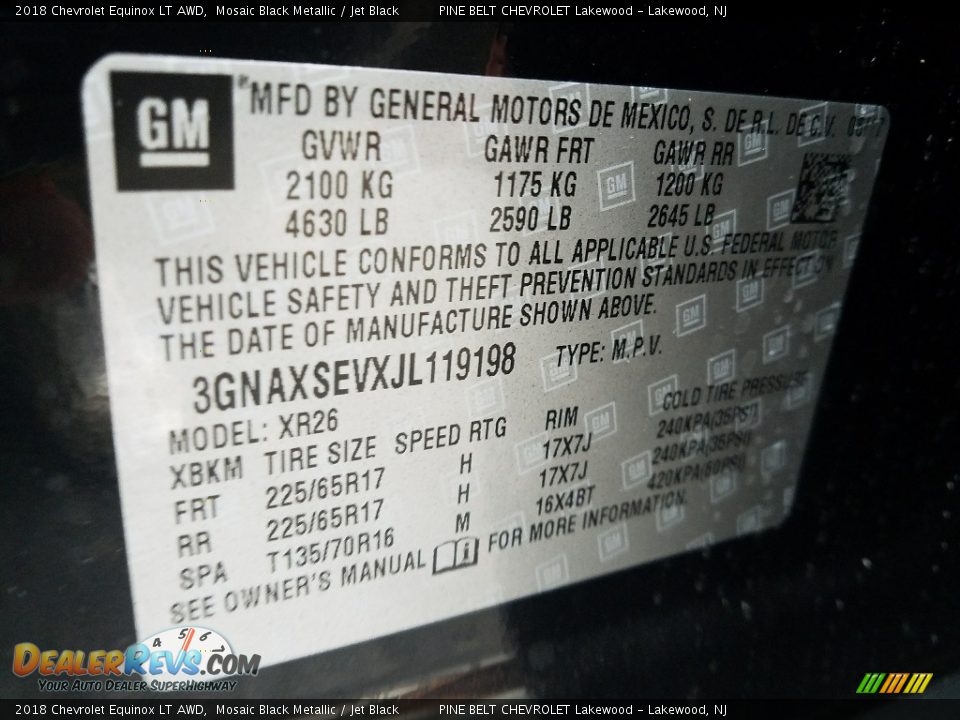 2018 Chevrolet Equinox LT AWD, Mosaic Black Metallic / Jet Black PINE BELT CHEVROLET Lakewood - Lakewood, NJ
GM
MFD BY GENERAL MOTORS DE MEXICO, S. DE R.L. DE C.V.
GVWR GAWR FRT GAWR RR
2100 KG 1175 KG 1200 KG
4630 LB 2590 LB 2645 LB
THIS VEHICLE CONFORMS TO ALL APPLICABLE U.S. FEDERAL MOTOR
VEHICLE SAFETY AND THEFT PREVENTION STANDARDS IN EFFECT ON
THE DATE OF MANUFACTURE SHOWN ABOVE.
3GNAXSEVXJL119198 TYPE: M.P.V.
MODEL: XR26
XBKM TIRE SIZE SPEED RTG RIM COLD TIRE PRESSURE
FRT 225/65R17 H 17X7J 240KPA(35PSI)
RR 225/65R17 H 17X7J 240KPA(35PSI)
SPA T135/70R16 M 16X4BT 420KPA(60PSI)
SEE OWNER'S MANUAL FOR MORE INFORMATION.
4 5 6
DEALERREVS.COM
YOUR AUTO DEALER SUPERHIGHWAY
2018 Chevrolet Equinox LT AWD, Mosaic Black Metallic / Jet Black PINE BELT CHEVROLET Lakewood - Lakewood, NJ